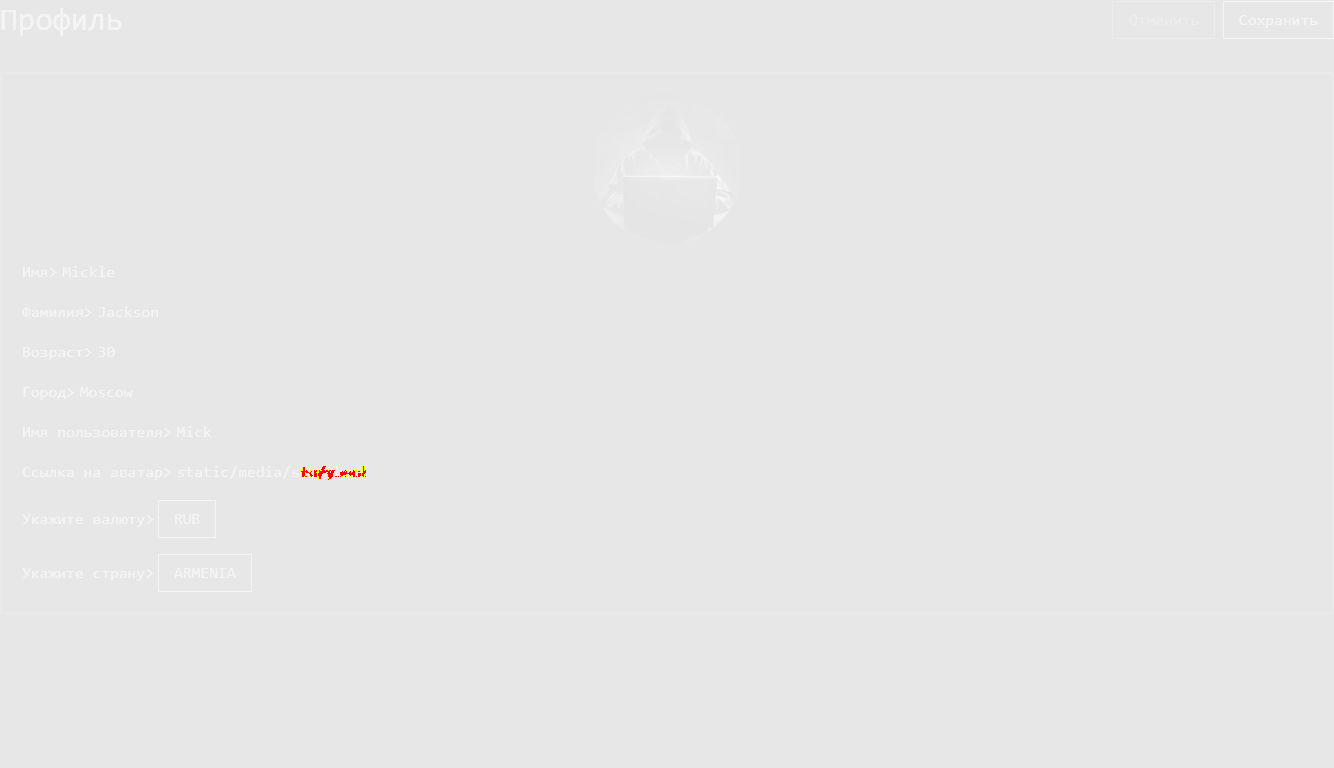 Профиль
Отменить
Сохранить
Имя> Mickle
Фамилия> Jackson
Возраст> 30
Город> Moscow
Имя пользователя> Mick
Ссылка на аватар> static/media/
Укажите валюту> RUB
Укажите страну> ARMENIA